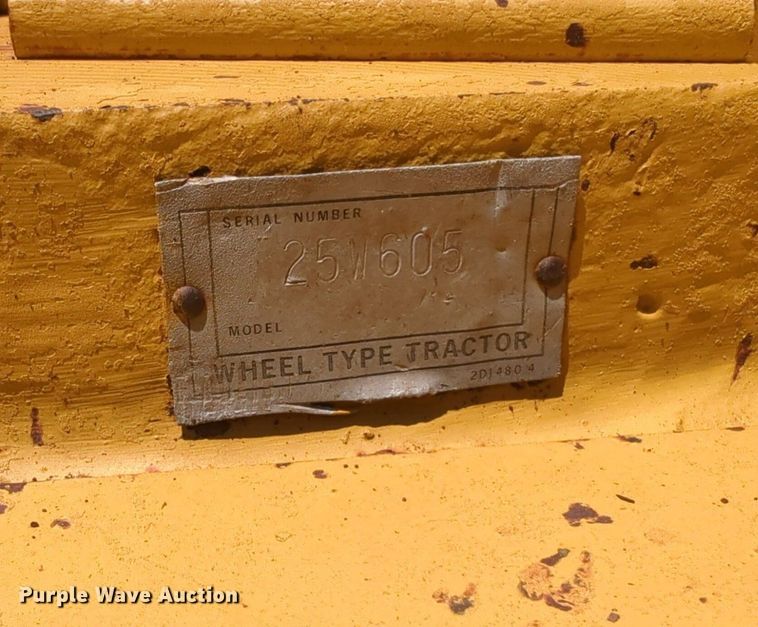 SERIAL NUMBER
25W605
MODEL
WHEEL TYPE TRACTOR
2D1480 4
Purple Wave Auction